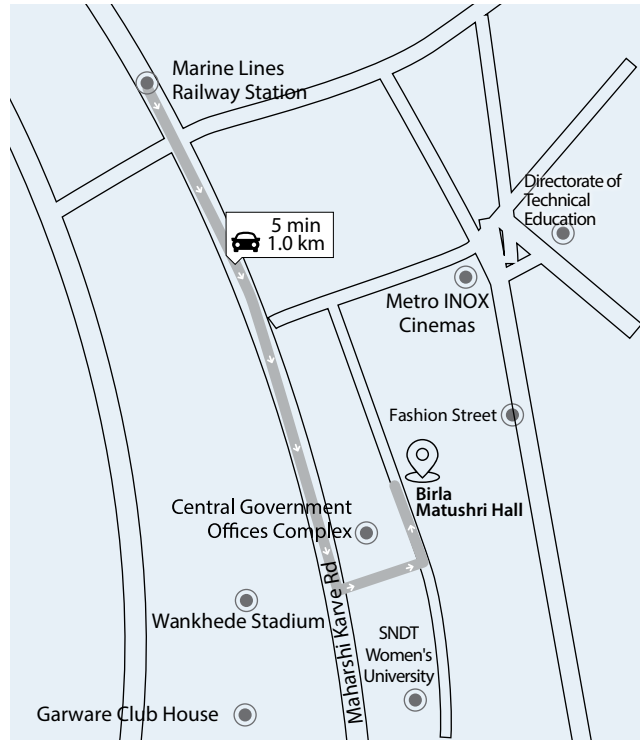 Marine Lines
Railway Station
5 min
1.0 km
Directorate of
Technical
Education
Metro INOX
Cinemas
Fashion Street
Birla
Matushri Hall
Central Government
Offices Complex
Maharshi Karve Rd
Wankhede Stadium
SNDT
Women's
University
Garware Club House